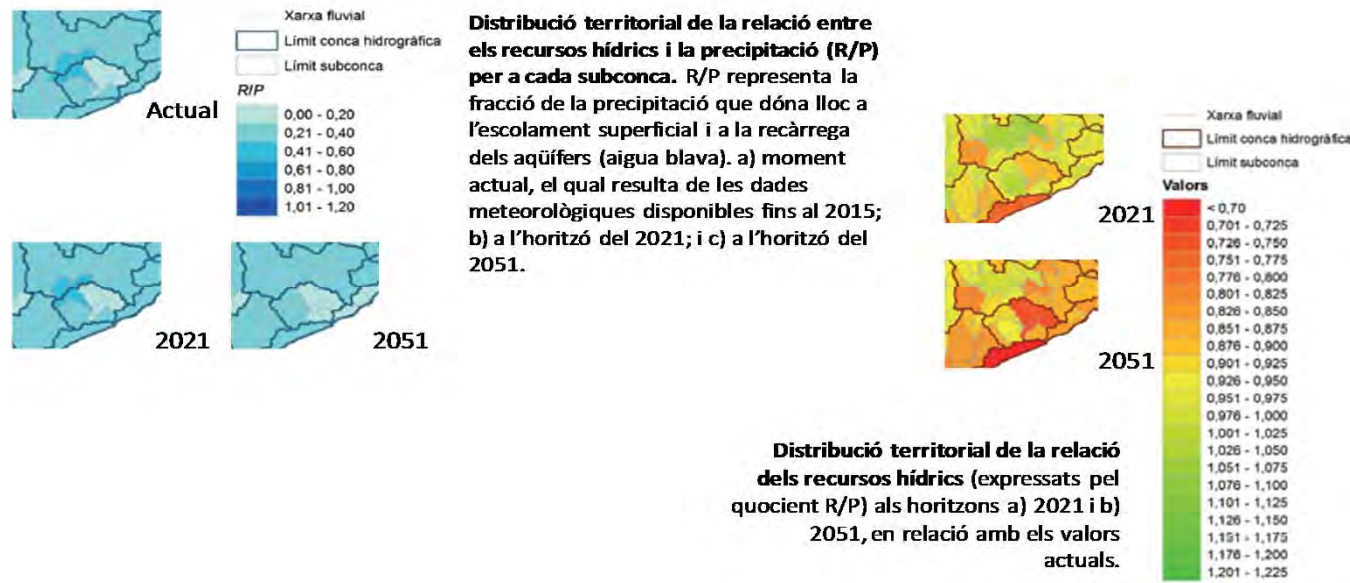 Xarxa fluvial
Límit conca hidrogràfica
Límit subconca
R/P
0,00 - 0,20
0,21 - 0,40
0,41 - 0,60
0,61 - 0,80
0,81 - 1,00
1,01 - 1,20
Actual
2021
2051
Distribució territorial de la relació entre
els recursos hídrics i la precipitació (R/P)
per a cada subconca. R/P representa la
fracció de la precipitació que dóna lloc a
l'escolament superficial i a la recàrrega
dels aqüífers (aigua blava). a) moment
actual, el qual resulta de les dades
meteorològiques disponibles fins al 2015;
b) a l'horitzó del 2021; i c) a l'horitzó del
2051.
Xarxa fluvial
Límit conca hidrogràfica
Límit subconca
Valors
< 0,70
0,701 - 0,725
0,726 - 0,750
0,751 - 0,775
0,776 - 0,800
0,801 - 0,825
0,826 - 0,850
0,851 - 0,875
0,876 - 0,900
0,901 - 0,925
0,926 - 0,950
0,951 - 0,975
0,976 - 1,000
1,001 - 1,025
1,026 - 1,050
1,051 - 1,075
1,076 - 1,100
1,101 - 1,125
1,126 - 1,150
1,151 - 1,175
1,176 - 1,200
1,201 - 1,225
2021
2051
Distribució territorial de la relació
dels recursos hídrics (expressats pel
quocient R/P) als horitzons a) 2021 i b)
2051, en relació amb els valors
actuals.